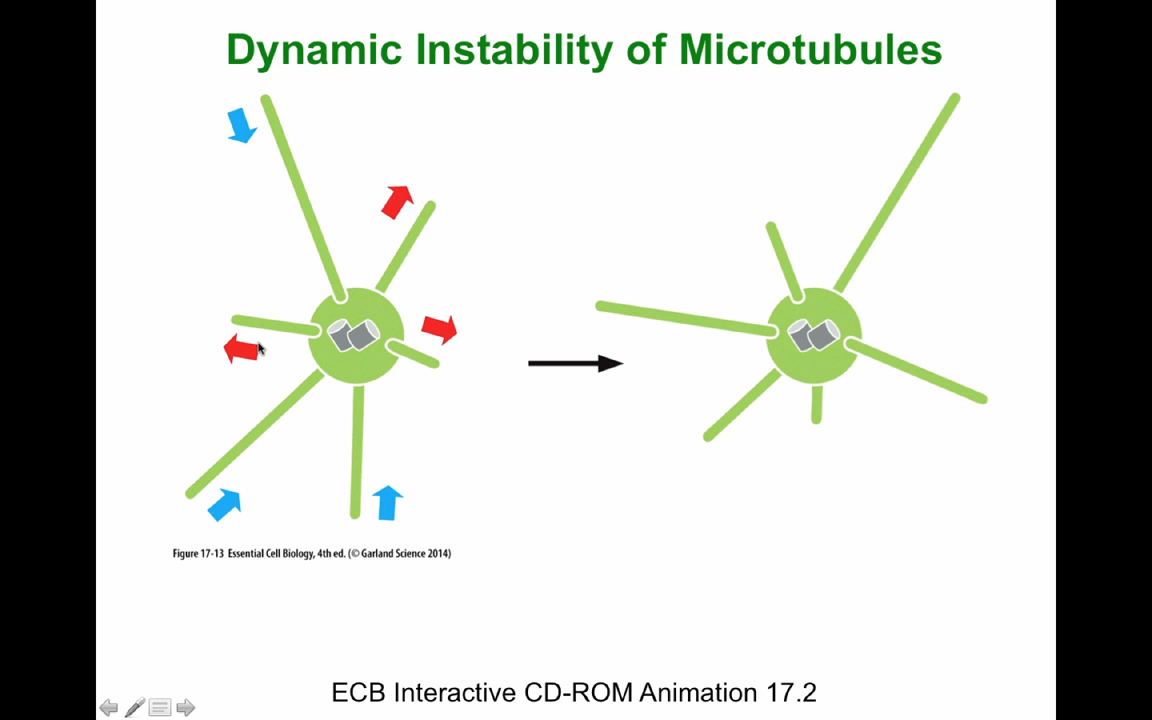 Dynamic Instability of Microtubules
Figure 17-13 Essential Cell Biology, 4th ed. (© Garland Science 2014)
ECB Interactive CD-ROM Animation 17.2